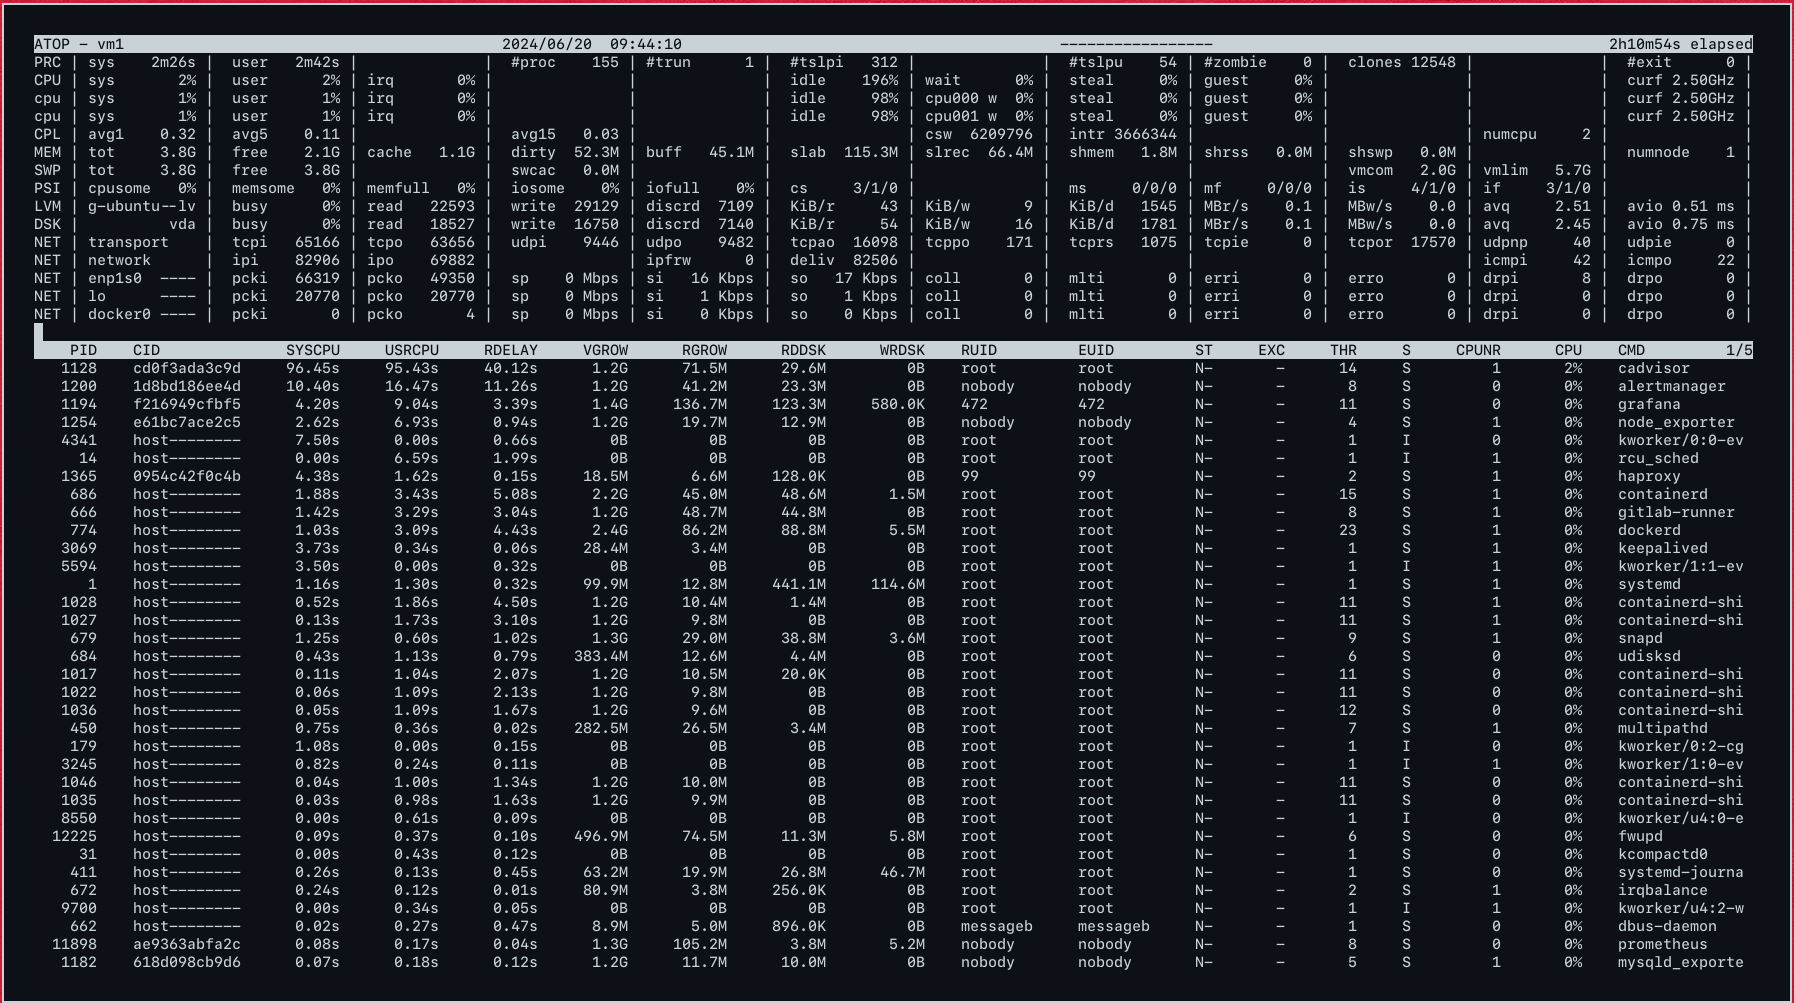 ATOP - vm1 2024/06/20 09:44:10 ----------------- 2h10m54s elapsed
PRC | sys 2m26s | user 2m42s | | #proc 155 | #trun 1 | #tslpi 312 | | #tslpu 54 | #zombie 0 | clones 12548 | | #exit 0 |
CPU | sys 2% | user 2% | irq 0% | | | idle 196% | wait 0% | steal 0% | guest 0% | | | curf 2.50GHz |
cpu | sys 1% | user 1% | irq 0% | | | idle 98% | cpu000 w 0% | steal 0% | guest 0% | | | curf 2.50GHz |
cpu | sys 1% | user 1% | irq 0% | | | idle 98% | cpu001 w 0% | steal 0% | guest 0% | | | curf 2.50GHz |
CPL | avg1 0.32 | avg5 0.11 | | avg15 0.03 | | | csw 6209796 | intr 3666344 | | | numcpu 2 | |
MEM | tot 3.8G | free 2.1G | cache 1.1G | dirty 52.3M | buff 45.1M | slab 115.3M | slrec 66.4M | shmem 1.8M | shrss 0.0M | shswp 0.0M | | numnode 1 |
SWP | tot 3.8G | free 3.8G | | swcac 0.0M | | | | | | vmcom 2.0G | vmlim 5.7G | |
PSI | cpusome 0% | memsome 0% | memfull 0% | iosome 0% | iofull 0% | cs 3/1/0 | | ms 0/0/0 | mf 0/0/0 | is 4/1/0 | if 3/1/0 | |
LVM | g-ubuntu--lv | busy 0% | read 22593 | write 29129 | discrd 7109 | KiB/r 43 | KiB/w 9 | KiB/d 1545 | MBr/s 0.1 | MBw/s 0.0 | avq 2.51 | avio 0.51 ms |
DSK | vda | busy 0% | read 18527 | write 16750 | discrd 7140 | KiB/r 54 | KiB/w 16 | KiB/d 1781 | MBr/s 0.1 | MBw/s 0.0 | avq 2.45 | avio 0.75 ms |
NET | transport | tcpi 65166 | tcpo 63656 | udpi 9446 | udpo 9482 | tcpao 16098 | tcppo 171 | tcprs 1075 | tcpie 0 | tcpor 17570 | udpnp 40 | udpie 0 |
NET | network | ipi 82906 | ipo 69882 | | ipfrw 0 | deliv 82506 | | | | | icmpi 42 | icmpo 22 |
NET | enp1s0 ---- | pcki 66319 | pcko 49350 | sp 0 Mbps | si 16 Kbps | so 17 Kbps | coll 0 | mlti 0 | erri 0 | erro 0 | drpi 8 | drpo 0 |
NET | lo ---- | pcki 20770 | pcko 20770 | sp 0 Mbps | si 1 Kbps | so 1 Kbps | coll 0 | mlti 0 | erri 0 | erro 0 | drpi 0 | drpo 0 |
NET | docker0 ---- | pcki 0 | pcko 4 | sp 0 Mbps | si 0 Kbps | so 0 Kbps | coll 0 | mlti 0 | erri 0 | erro 0 | drpi 0 | drpo 0 |
PID CID SYSCPU USRCPU RDELAY VGROW RGROW RDDSK WRDSK RUID EUID ST EXC THR S CPUNR CPU CMD 1/5
1128 cd0f3ada3c9d 96.45s 95.43s 40.12s 1.2G 71.5M 29.6M 0B root root N- - 14 S 1 2% cadvisor
1200 1d8bd186ee4d 10.40s 16.47s 11.26s 1.2G 41.2M 23.3M 0B nobody nobody N- - 8 S 0 0% alertmanager
1194 f216949cfbf5 4.20s 9.04s 3.39s 1.4G 136.7M 123.3M 580.0K 472 472 N- - 11 S 0 0% grafana
1254 e61bc7ace2c5 2.62s 6.93s 0.94s 1.2G 19.7M 12.9M 0B nobody nobody N- - 4 S 1 0% node_exporter
4341 host-------- 7.50s 0.00s 0.66s 0B 0B 0B 0B root root N- - 1 I 0 0% kworker/0:0-ev
14 host-------- 0.00s 6.59s 1.99s 0B 0B 0B 0B root root N- - 1 I 1 0% rcu_sched
1365 0954c42f0c4b 4.38s 1.62s 0.15s 18.5M 6.6M 128.0K 0B 99 99 N- - 2 S 1 0% haproxy
686 host-------- 1.88s 3.43s 5.08s 2.2G 45.0M 48.6M 1.5M root root N- - 15 S 1 0% containerd
666 host-------- 1.42s 3.29s 3.04s 1.2G 48.7M 44.8M 0B root root N- - 8 S 1 0% gitlab-runner
774 host-------- 1.03s 3.09s 4.43s 2.4G 86.2M 88.8M 5.5M root root N- - 23 S 1 0% dockerd
3069 host-------- 3.73s 0.34s 0.06s 28.4M 3.4M 0B 0B root root N- - 1 S 1 0% keepalived
5594 host-------- 3.50s 0.00s 0.32s 0B 0B 0B 0B root root N- - 1 I 1 0% kworker/1:1-ev
1 host-------- 1.16s 1.30s 0.32s 99.9M 12.8M 441.1M 114.6M root root N- - 1 S 1 0% systemd
1028 host-------- 0.52s 1.86s 4.50s 1.2G 10.4M 1.4M 0B root root N- - 11 S 1 0% containerd-shi
1027 host-------- 0.13s 1.73s 3.10s 1.2G 9.8M 0B 0B root root N- - 11 S 1 0% containerd-shi
679 host-------- 1.25s 0.60s 1.02s 1.3G 29.0M 38.8M 3.6M root root N- - 9 S 1 0% snapd
684 host-------- 0.43s 1.13s 0.79s 383.4M 12.6M 4.4M 0B root root N- - 6 S 0 0% udisksd
1017 host-------- 0.11s 1.04s 2.07s 1.2G 10.5M 20.0K 0B root root N- - 11 S 0 0% containerd-shi
1022 host-------- 0.06s 1.09s 2.13s 1.2G 9.8M 0B 0B root root N- - 11 S 0 0% containerd-shi
1036 host-------- 0.05s 1.09s 1.67s 1.2G 9.6M 0B 0B root root N- - 12 S 0 0% containerd-shi
450 host-------- 0.75s 0.36s 0.02s 282.5M 26.5M 3.4M 0B root root N- - 7 S 1 0% multipathd
179 host-------- 1.08s 0.00s 0.15s 0B 0B 0B 0B root root N- - 1 I 0 0% kworker/0:2-cg
3245 host-------- 0.82s 0.24s 0.11s 0B 0B 0B 0B root root N- - 1 I 1 0% kworker/1:0-ev
1046 host-------- 0.04s 1.00s 1.34s 1.2G 10.0M 0B 0B root root N- - 11 S 0 0% containerd-shi
1035 host-------- 0.03s 0.98s 1.63s 1.2G 9.9M 0B 0B root root N- - 11 S 0 0% containerd-shi
8550 host-------- 0.00s 0.61s 0.09s 0B 0B 0B 0B root root N- - 1 I 0 0% kworker/u4:0-e
12225 host-------- 0.09s 0.37s 0.10s 496.9M 74.5M 11.3M 5.8M root root N- - 6 S 0 0% fwupd
31 host-------- 0.00s 0.43s 0.12s 0B 0B 0B 0B root root N- - 1 S 0 0% kcompactd0
411 host-------- 0.26s 0.13s 0.45s 63.2M 19.9M 26.8M 46.7M root root N- - 1 S 0 0% systemd-journa
672 host-------- 0.24s 0.12s 0.01s 80.9M 3.8M 256.0K 0B root root N- - 2 S 1 0% irqbalance
9700 host-------- 0.00s 0.34s 0.05s 0B 0B 0B 0B root root N- - 1 I 1 0% kworker/u4:2-w
662 host-------- 0.02s 0.27s 0.47s 8.9M 5.0M 896.0K 0B messageb messageb N- - 1 S 0 0% dbus-daemon
11898 ae9363abfa2c 0.08s 0.17s 0.04s 1.3G 105.2M 3.8M 5.2M nobody nobody N- - 8 S 0 0% prometheus
1182 618d098cb9d6 0.07s 0.18s 0.12s 1.2G 11.7M 10.0M 0B nobody nobody N- - 5 S 1 0% mysqld_exporte